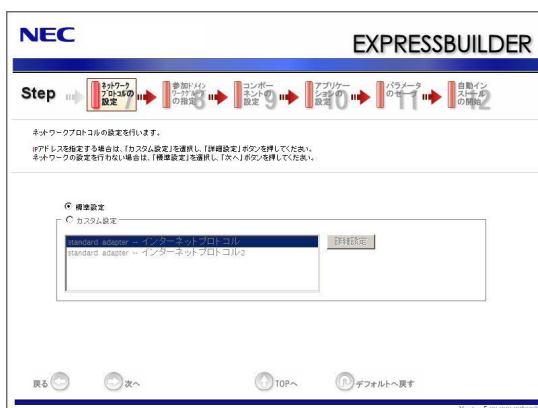 NEC
EXPRESSBUILDER
Step
ネットワーク
プロトコルの
設定
7
参加ドメイン
ワークグループ
の指定
8
コンポー
ネントの
設定
9
アプリケー
ションの
設定
10
パラメータ
のセーブ
11
自動イン
ストール
の開始
12
ネットワークプロトコルの設定を行います。
IPアドレスを指定する場合は、「カスタム設定」を選択し、「詳細設定」ボタンを押してください。
ネットワークの設定を行わない場合は、「標準設定」を選択し、「次へ」ボタンを押してください。
標準設定
カスタム設定
standard adapter -- インターネットプロトコル
詳細設定
standard adapter -- インターネットプロトコル2
戻る
次へ
TOPへ
デフォルトへ戻す